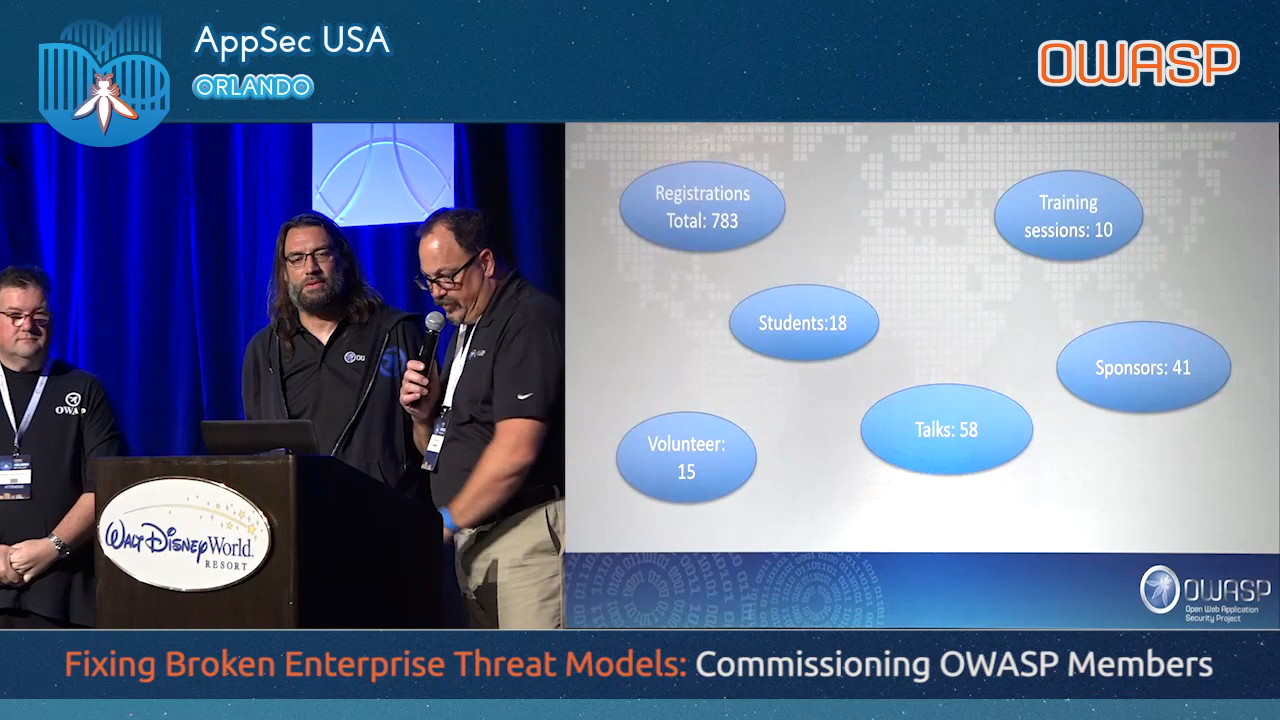 AppSec USA
ORLANDO
OWASP
Registrations
Total: 783
Training
sessions: 10
Students:18
Sponsors: 41
Talks: 58
Volunteer:
15
OWASP
WALT DISNEY World.
RESORT
OWASP
Open Web Application
Security Project
Fixing Broken Enterprise Threat Models: Commissioning OWASP Members